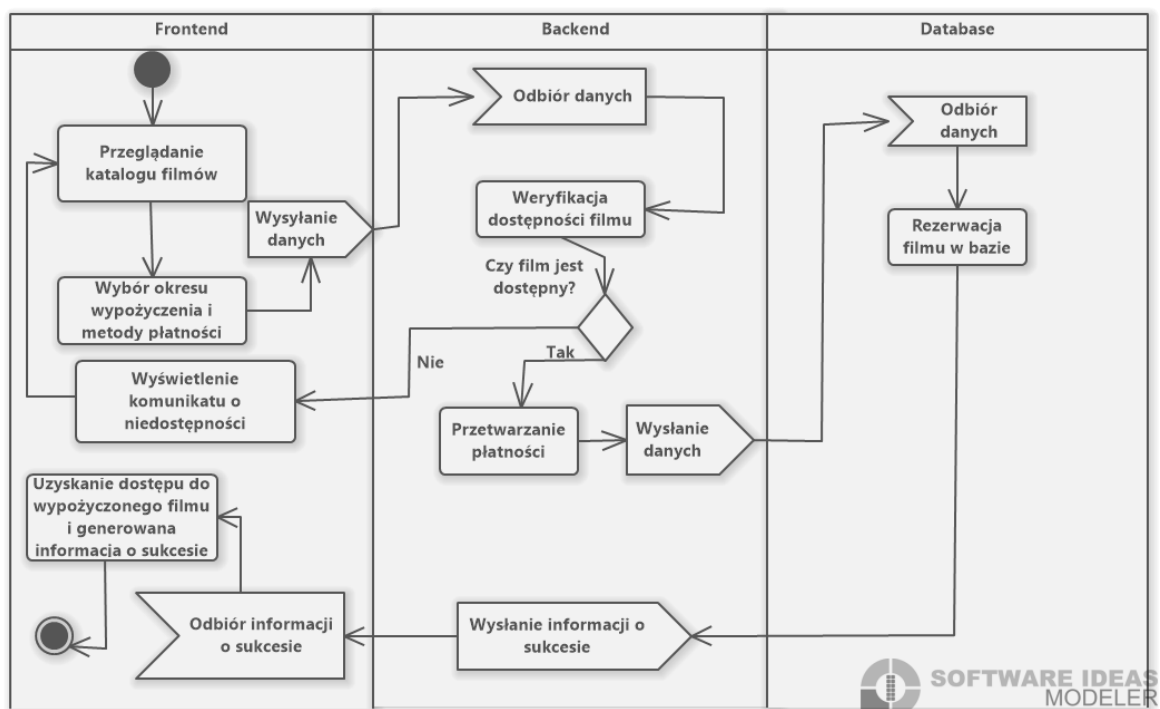 Frontend
Backend
Database
Przeglądanie
katalogu filmów
Wysyłanie
danych
Wybór okresu
wypożyczenia i
metody płatności
Wyświetlenie
komunikatu o
niedostępności
Uzyskanie dostępu do
wypożyczonego filmu
i generowana
informacja o sukcesie
Odbiór informacji
o sukcesie
Odbiór danych
Weryfikacja
dostępności filmu
Czy film jest
dostępny?
Nie
Tak
Przetwarzanie
płatności
Wysłanie
danych
Wysłanie informacji o
sukcesie
Odbiór
danych
Rezerwacja
filmu w bazie
SOFTWARE IDEAS
MODELER